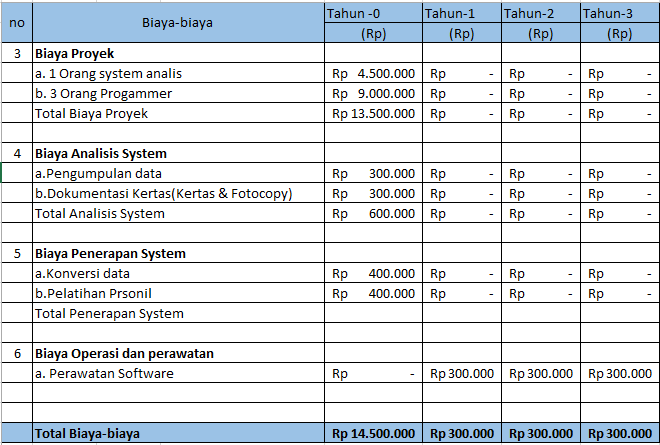 no Biaya-biaya Tahun -0 Tahun-1 Tahun-2 Tahun-3
(Rp) (Rp) (Rp) (Rp)
3 Biaya Proyek
a. 1 Orang system analis Rp 4.500.000 Rp - Rp - Rp -
b. 3 Orang Progammer Rp 9.000.000 Rp - Rp - Rp -
Total Biaya Proyek Rp 13.500.000 Rp - Rp - Rp -
4 Biaya Analisis System
a.Pengumpulan data Rp 300.000 Rp - Rp - Rp -
b.Dokumentasi Kertas(Kertas & Fotocopy) Rp 300.000 Rp - Rp - Rp -
Total Analisis System Rp 600.000 Rp - Rp - Rp -
5 Biaya Penerapan System
a.Konversi data Rp 400.000 Rp - Rp - Rp -
b.Pelatihan Prsonil Rp 400.000 Rp - Rp - Rp -
Total Penerapan System
6 Biaya Operasi dan perawatan
a. Perawatan Software Rp - Rp 300.000 Rp 300.000 Rp 300.000
Total Biaya-biaya Rp 14.500.000 Rp 300.000 Rp 300.000 Rp 300.000